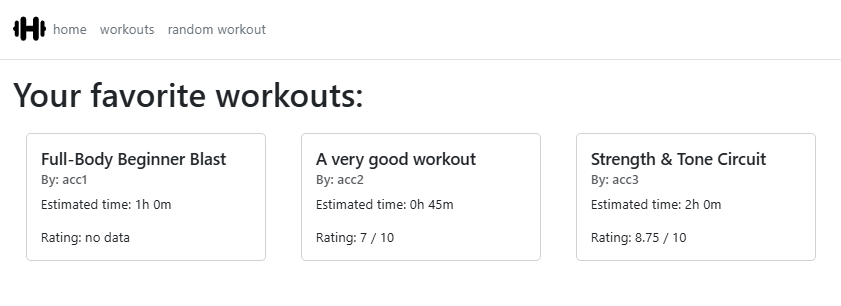 home workouts random workout
Your favorite workouts:
Full-Body Beginner Blast
By: acc1
Estimated time: 1h 0m
Rating: no data
A very good workout
By: acc2
Estimated time: 0h 45m
Rating: 7 / 10
Strength & Tone Circuit
By: acc3
Estimated time: 2h 0m
Rating: 8.75 / 10